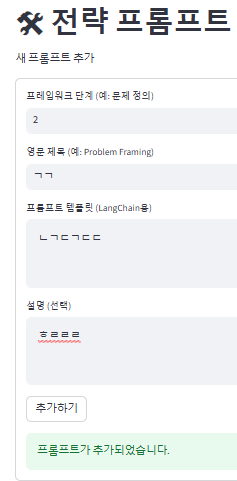 🛠 전략 프롬프트
새 프롬프트 추가
프레임워크 단계 (예: 문제 정의)
2
영문 제목 (예: Problem Framing)
ㄱㄱ
프롬프트 템플릿 (LangChain용)
ㄴㄱㄷㄱㄷㄷ
설명 (선택)
ㅎㄹㄹㄹ
추가하기
프롬프트가 추가되었습니다.